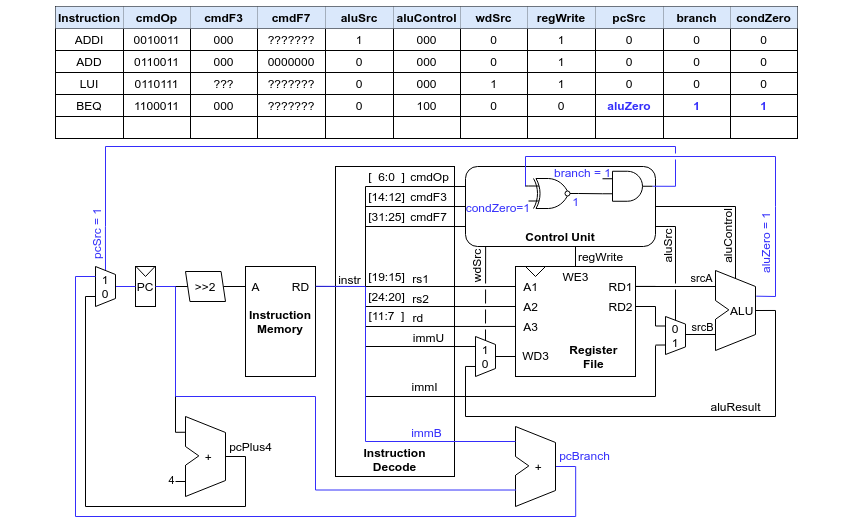 Instruction cmdOp cmdF3 cmdF7 aluSrc aluControl wdSrc regWrite pcSrc branch condZero
ADDI 0010011 000 ??????? 1 000 0 1 0 0 0
ADD 0110011 000 0000000 0 000 0 1 0 0 0
LUI 0110111 ??? ??????? 0 000 1 1 0 0 0
BEQ 1100011 000 ??????? 0 100 0 0 aluZero 1 1
[ 6:0 ] cmdOp
[14:12] cmdF3
[31:25] cmdF7
branch = 1
condZero=1
1
Control Unit
pcSrc = 1
wdSrc
regWrite
aluSrc
aluControl
aluZero = 1
1
0
PC
>>2
A RD
Instruction
Memory
instr
[19:15] rs1
[24:20] rs2
[11:7 ] rd
immU
immI
immB
Instruction
Decode
1
0
WE3
A1 RD1
A2 RD2
A3
WD3
Register
File
0
1
srcA
srcB
ALU
aluResult
4
+
pcPlus4
+
pcBranch